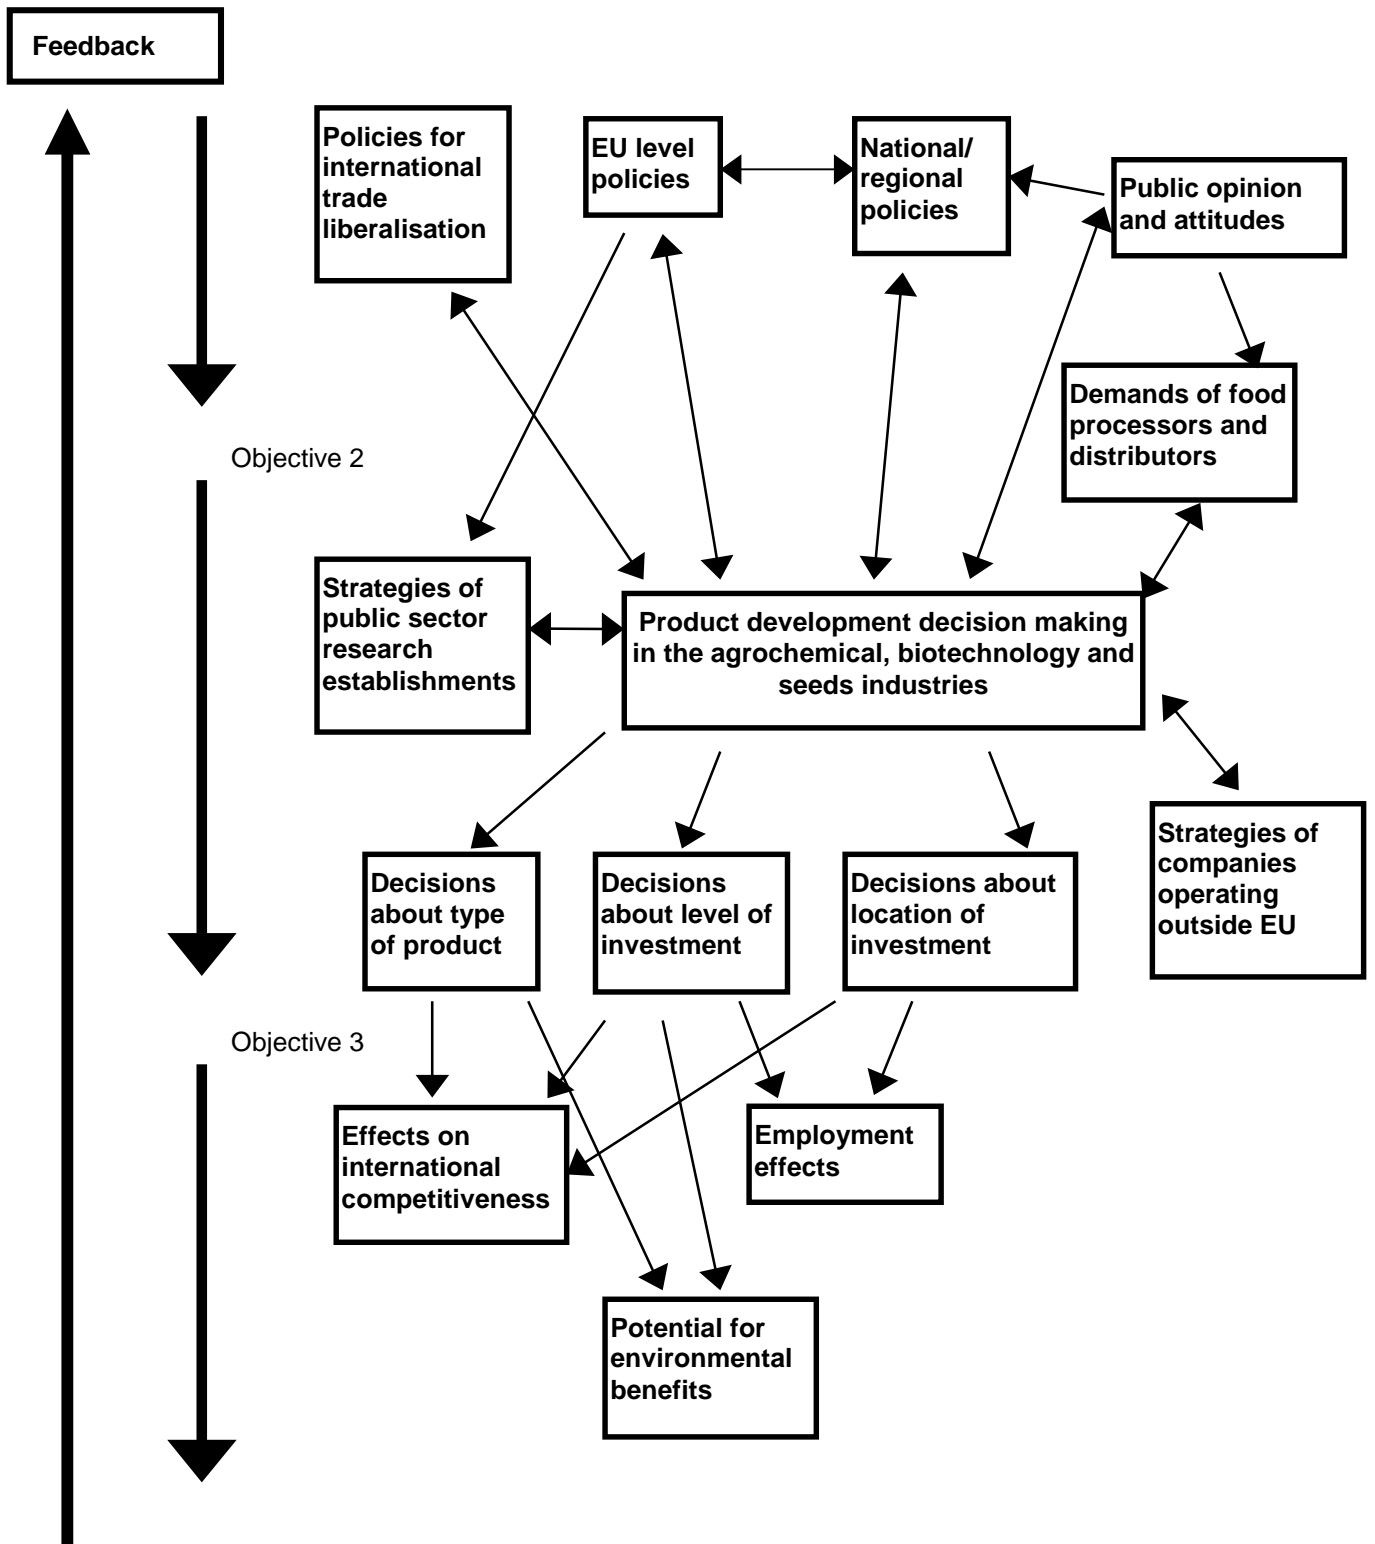 Feedback
Policies for
international
trade
liberalisation
EU level
policies
National/
regional
policies
Public opinion
and attitudes
Demands of food
processors and
distributors
Objective 2
Strategies of
public sector
research
establishments
Product development decision making
in the agrochemical, biotechnology and
seeds industries
Decisions
about type
of product
Decisions
about level of
investment
Decisions about
location of
investment
Strategies of
companies
operating
outside EU
Objective 3
Effects on
international
competitiveness
Employment
effects
Potential for
environmental
benefits